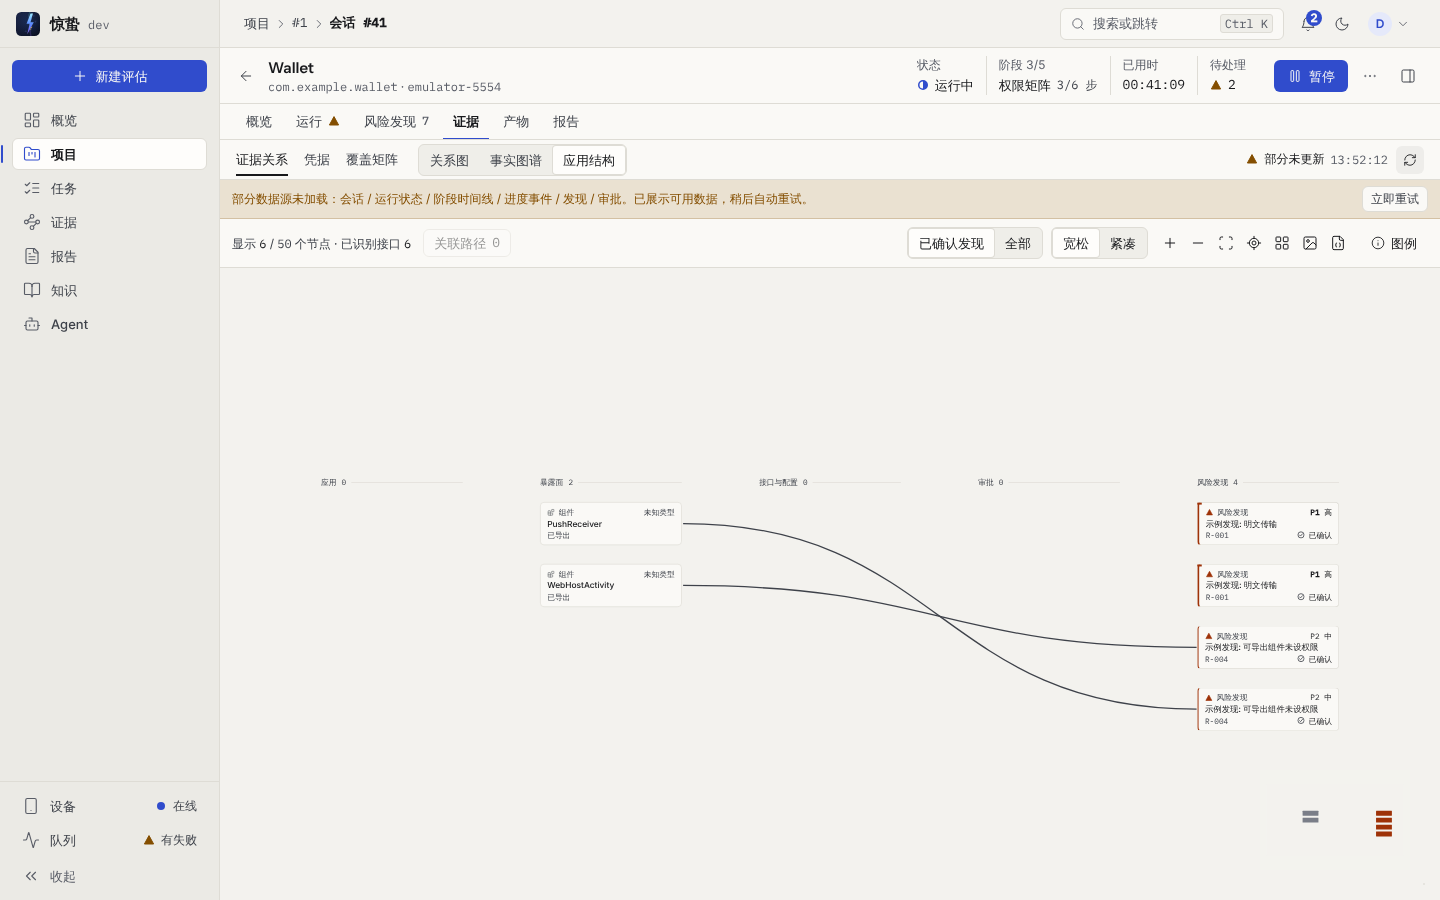 惊蛰 dev
项目 > #1 > 会话 #41
搜索或跳转 Ctrl K
2
D
新建评估
概览
项目
任务
证据
报告
知识
Agent
设备 在线
队列 有失败
收起
Wallet
com.example.wallet · emulator-5554
状态
运行中
阶段 3/5
权限矩阵 3/6 步
已用时
00:41:09
待处理
2
暂停
概览 运行 风险发现 7 证据 产物 报告
证据关系 凭据 覆盖矩阵 关系图 事实图谱 应用结构
部分未更新 13:52:12
部分数据源未加载：会话 / 运行状态 / 阶段时间线 / 进度事件 / 发现 / 审批。已展示可用数据，稍后自动重试。
立即重试
显示 6 / 50 个节点 · 已识别接口 6 关联路径 0
已确认发现 全部 宽松 紧凑 图例
应用 0
暴露面 2
接口与配置 0
审批 0
风险发现 4
组件 未知类型
PushReceiver
已导出
组件 未知类型
WebHostActivity
已导出
风险发现 P1 高
示例发现: 明文传输
R-001 已确认
风险发现 P1 高
示例发现: 明文传输
R-001 已确认
风险发现 P2 中
示例发现: 可导出组件未设权限
R-004 已确认
风险发现 P2 中
示例发现: 可导出组件未设权限
R-004 已确认